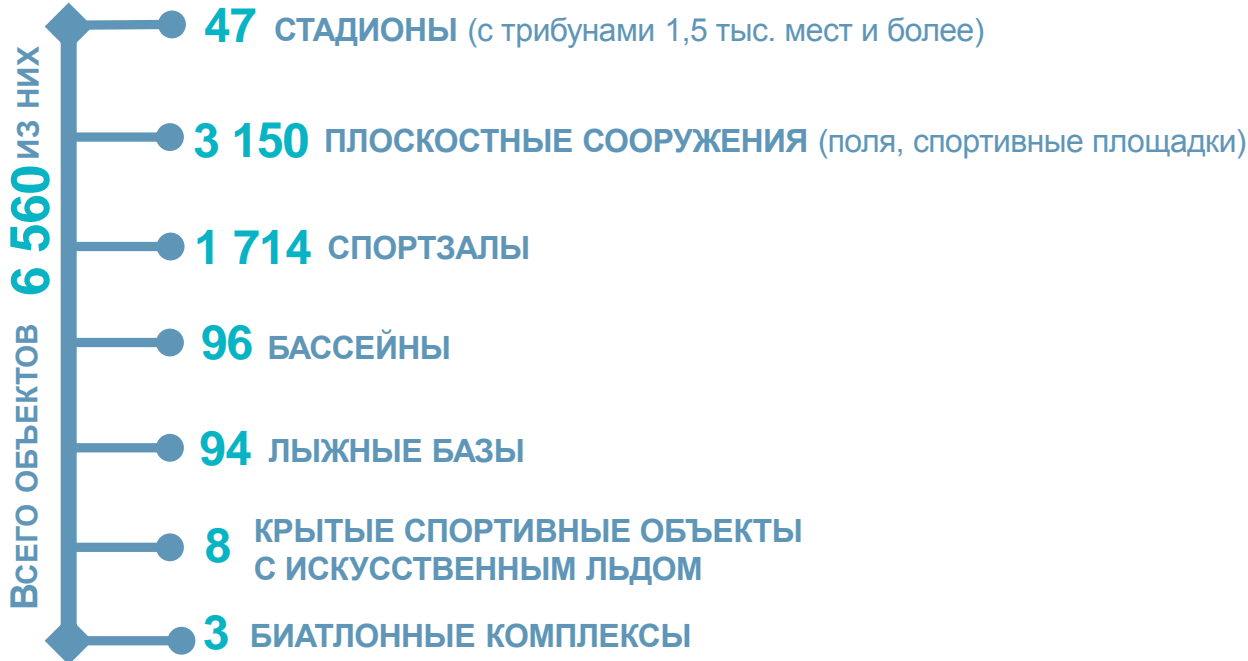 Всего объектов 6 560 из них
47 СТАДИОНЫ (с трибунами 1,5 тыс. мест и более)
3 150 ПЛОСКОСТНЫЕ СООРУЖЕНИЯ (поля, спортивные площадки)
1 714 СПОРТЗАЛЫ
96 БАССЕЙНЫ
94 ЛЫЖНЫЕ БАЗЫ
8 КРЫТЫЕ СПОРТИВНЫЕ ОБЪЕКТЫ
С ИСКУССТВЕННЫМ ЛЬДОМ
3 БИАТЛОННЫЕ КОМПЛЕКСЫ